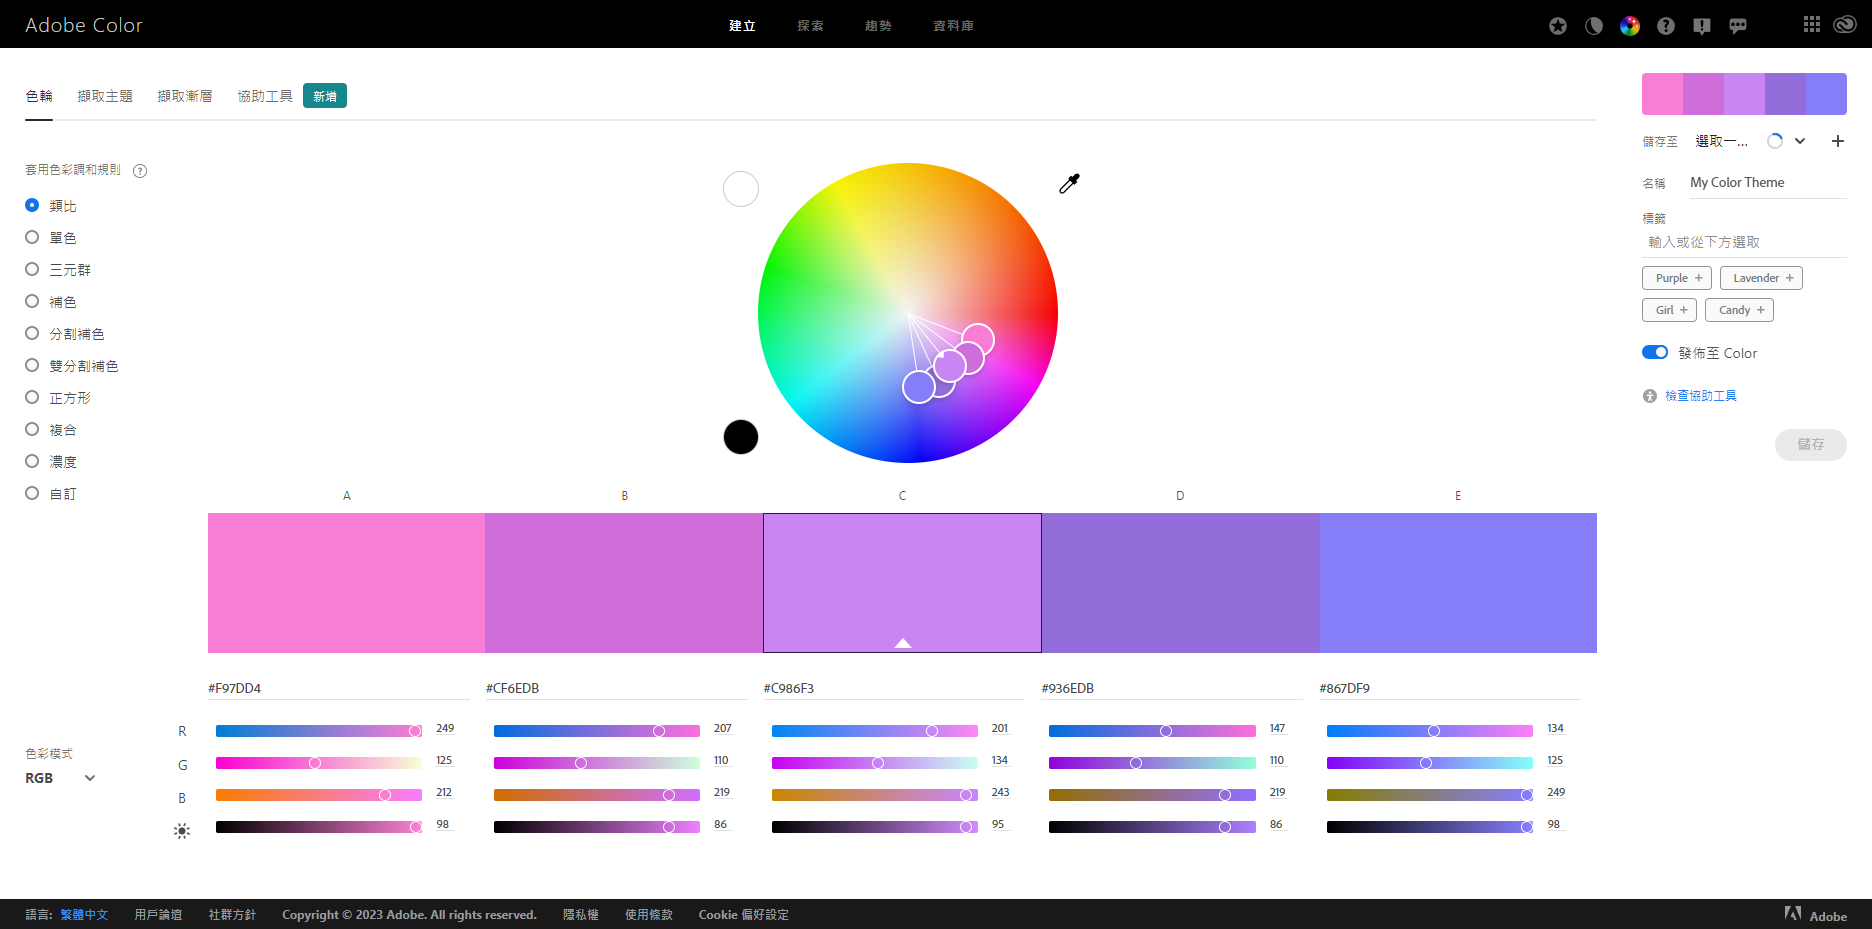 Adobe Color
建立 探索 趨勢 資料庫
色輪 擷取主題 擷取漸層 協助工具 新增
套用色彩調和規則 ?
類比
單色
三元群
補色
分割補色
雙分割補色
正方形
複合
濃度
自訂
儲存至 選取一...
名稱 My Color Theme
標籤
輸入或從下方選取
Purple + Lavender +
Girl + Candy +
發佈至 Color
檢查協助工具
儲存
A B C D E
#F97DD4 #CF6EDB #C986F3 #936EDB #867DF9
R 249 207 201 147 134
G 125 110 134 110 125
B 212 219 243 219 249
98 86 95 86 98
色彩模式
RGB
語言: 繁體中文 用戶論壇 社群方針 Copyright © 2023 Adobe. All rights reserved. 隱私權 使用條款 Cookie 偏好設定 Adobe